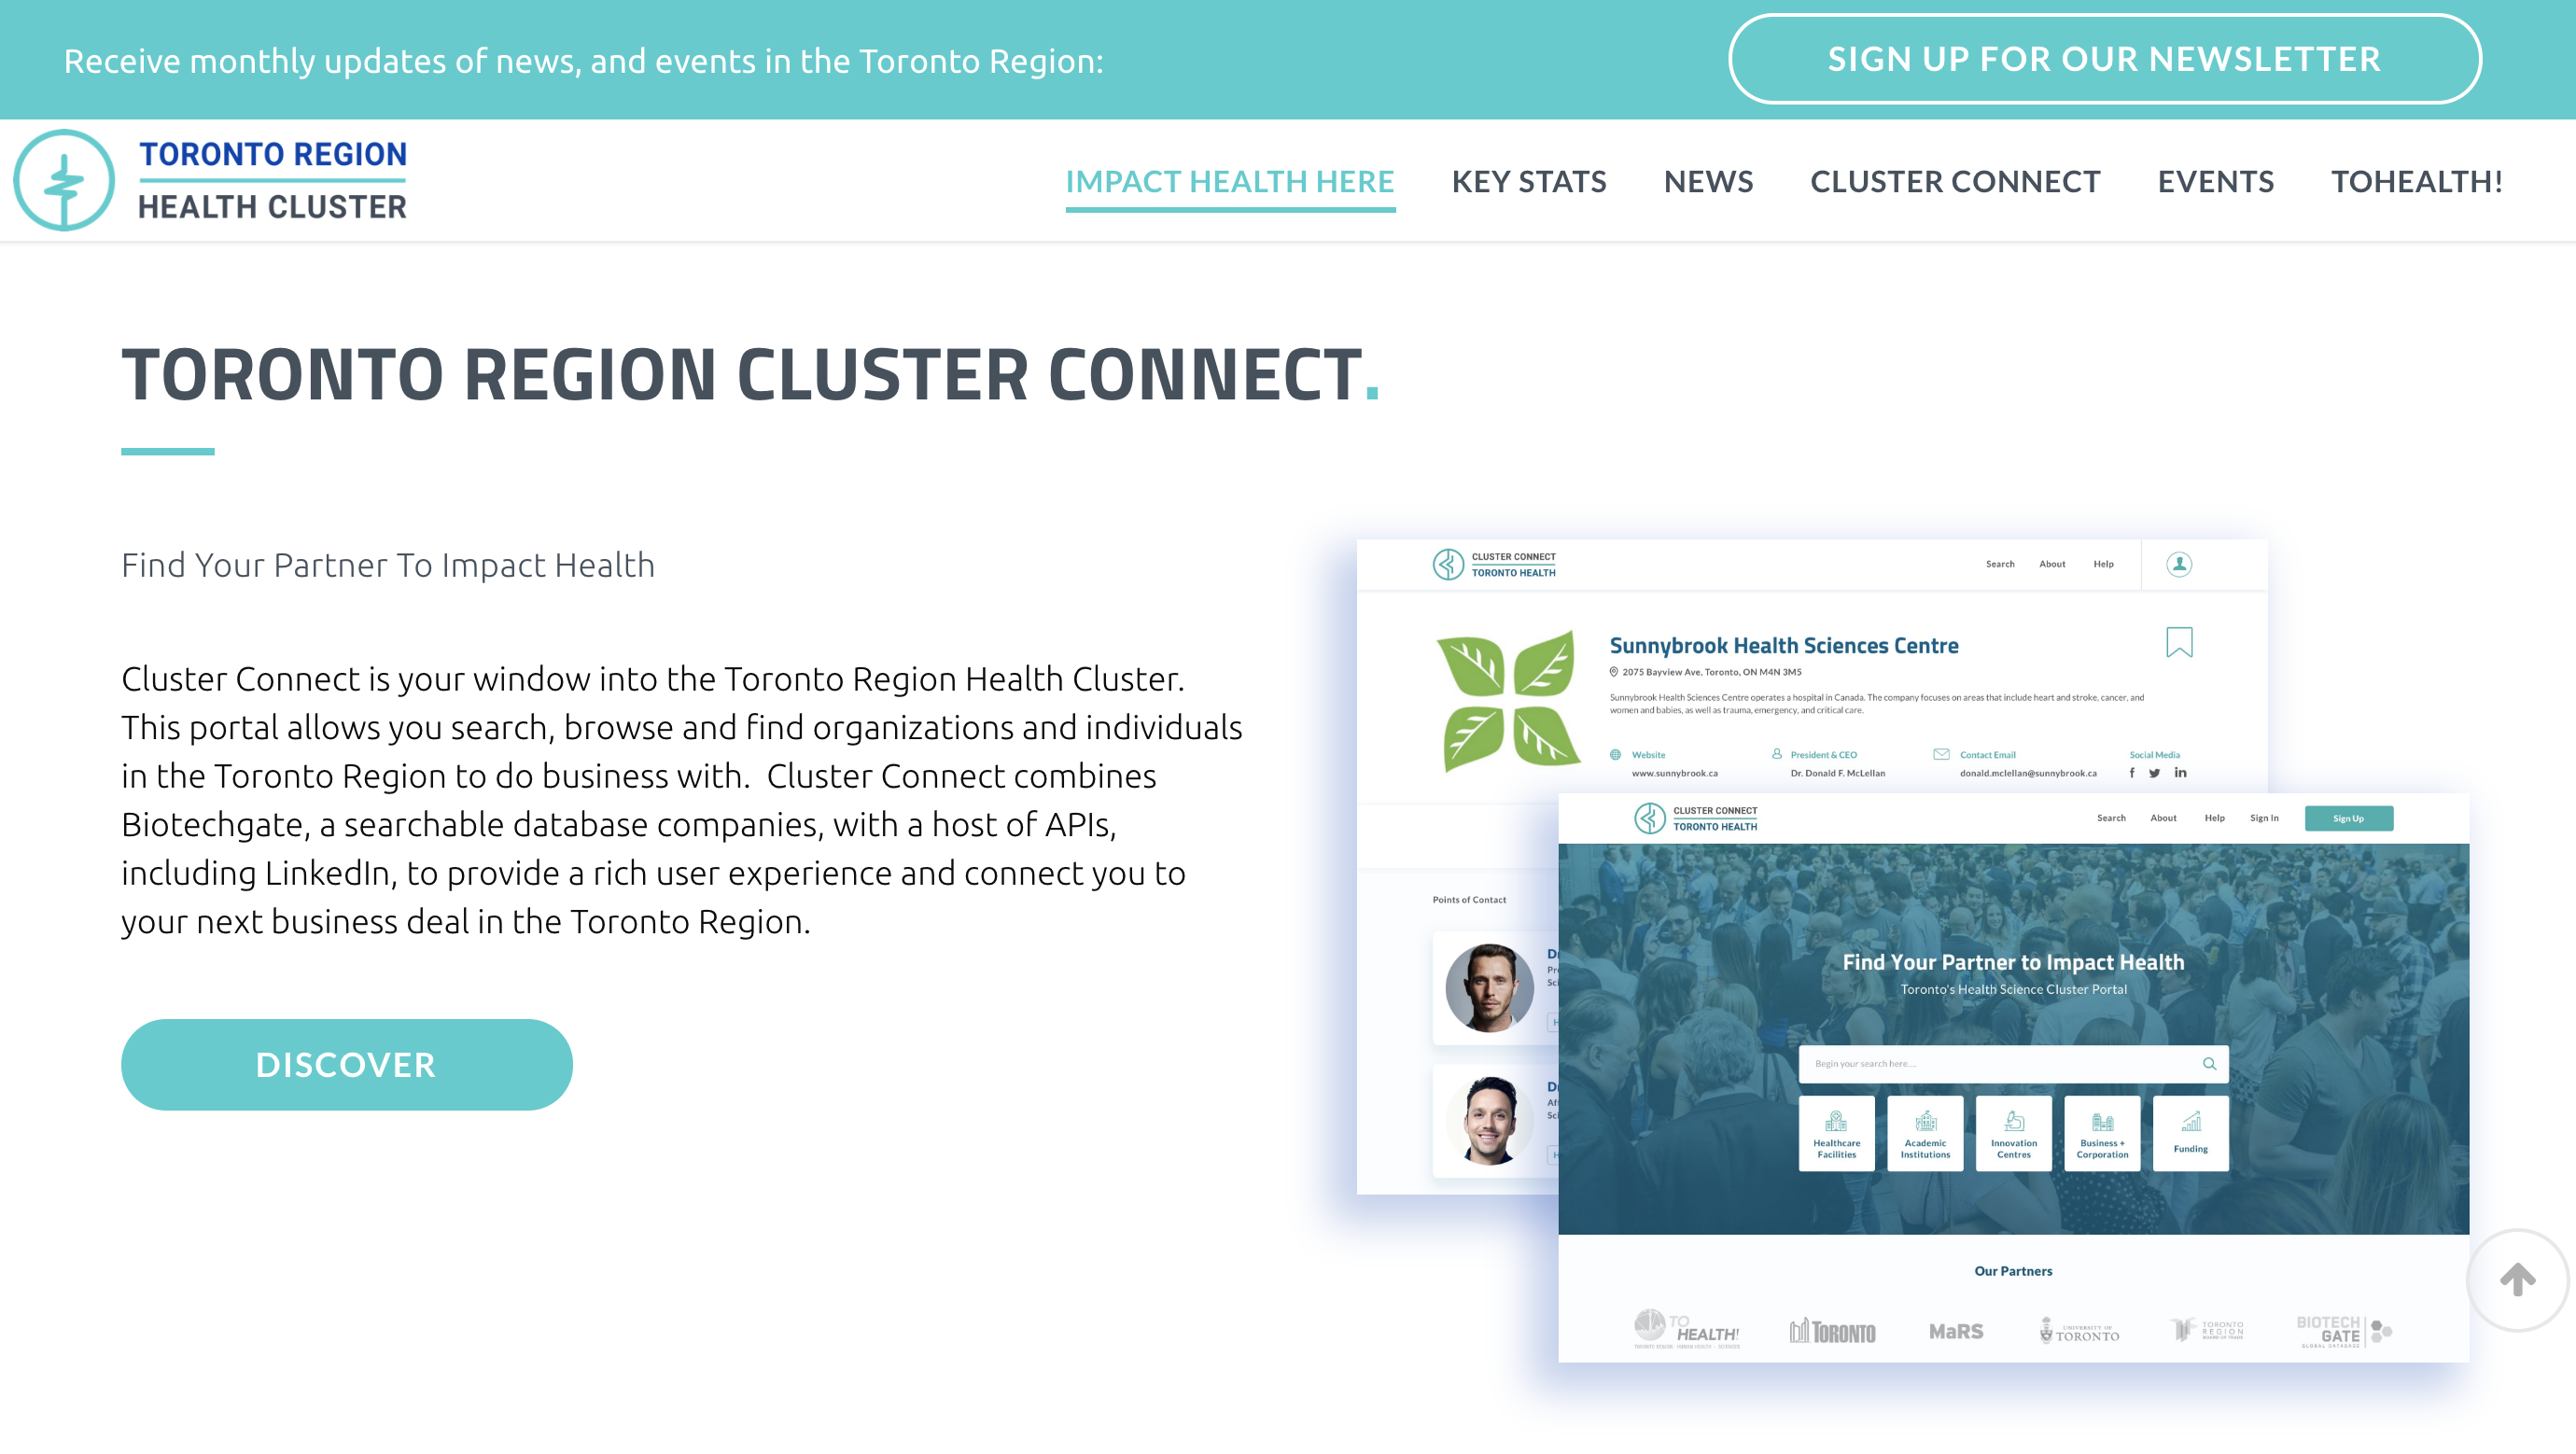 Receive monthly updates of news, and events in the Toronto Region:
SIGN UP FOR OUR NEWSLETTER
TORONTO REGION
HEALTH CLUSTER
IMPACT HEALTH HERE
KEY STATS
NEWS
CLUSTER CONNECT
EVENTS
TOHEALTH!
TORONTO REGION CLUSTER CONNECT.
Find Your Partner To Impact Health
Cluster Connect is your window into the Toronto Region Health Cluster.
This portal allows you search, browse and find organizations and individuals
in the Toronto Region to do business with.  Cluster Connect combines
Biotechgate, a searchable database companies, with a host of APIs,
including LinkedIn, to provide a rich user experience and connect you to
your next business deal in the Toronto Region.
DISCOVER
CLUSTER CONNECT
TORONTO HEALTH
Search
About
Help
Sunnybrook Health Sciences Centre
2075 Bayview Ave, Toronto, ON M4N 3M5
Sunnybrook Health Sciences Centre operates a hospital in Canada. The company focuses on areas that include heart and stroke, cancer, and
women and babies, as well as trauma, emergency, and critical care.
Website
www.sunnybrook.ca
President & CEO
Dr. Donald F. McLellan
Contact Email
donald.mclellan@sunnybrook.ca
Social Media
Points of Contact
CLUSTER CONNECT
TORONTO HEALTH
Search
About
Help
Sign In
Sign Up
Find Your Partner to Impact Health
Toronto's Health Science Cluster Portal
Begin your search here....
Healthcare
Facilities
Academic
Institutions
Innovation
Centres
Business +
Corporation
Funding
Our Partners
TO
HEALTH!
TORONTO
MaRS
UNIVERSITY OF
TORONTO
TORONTO
REGION
BOARD OF TRADE
BIOTECH
GATE
GLOBAL DATABASE